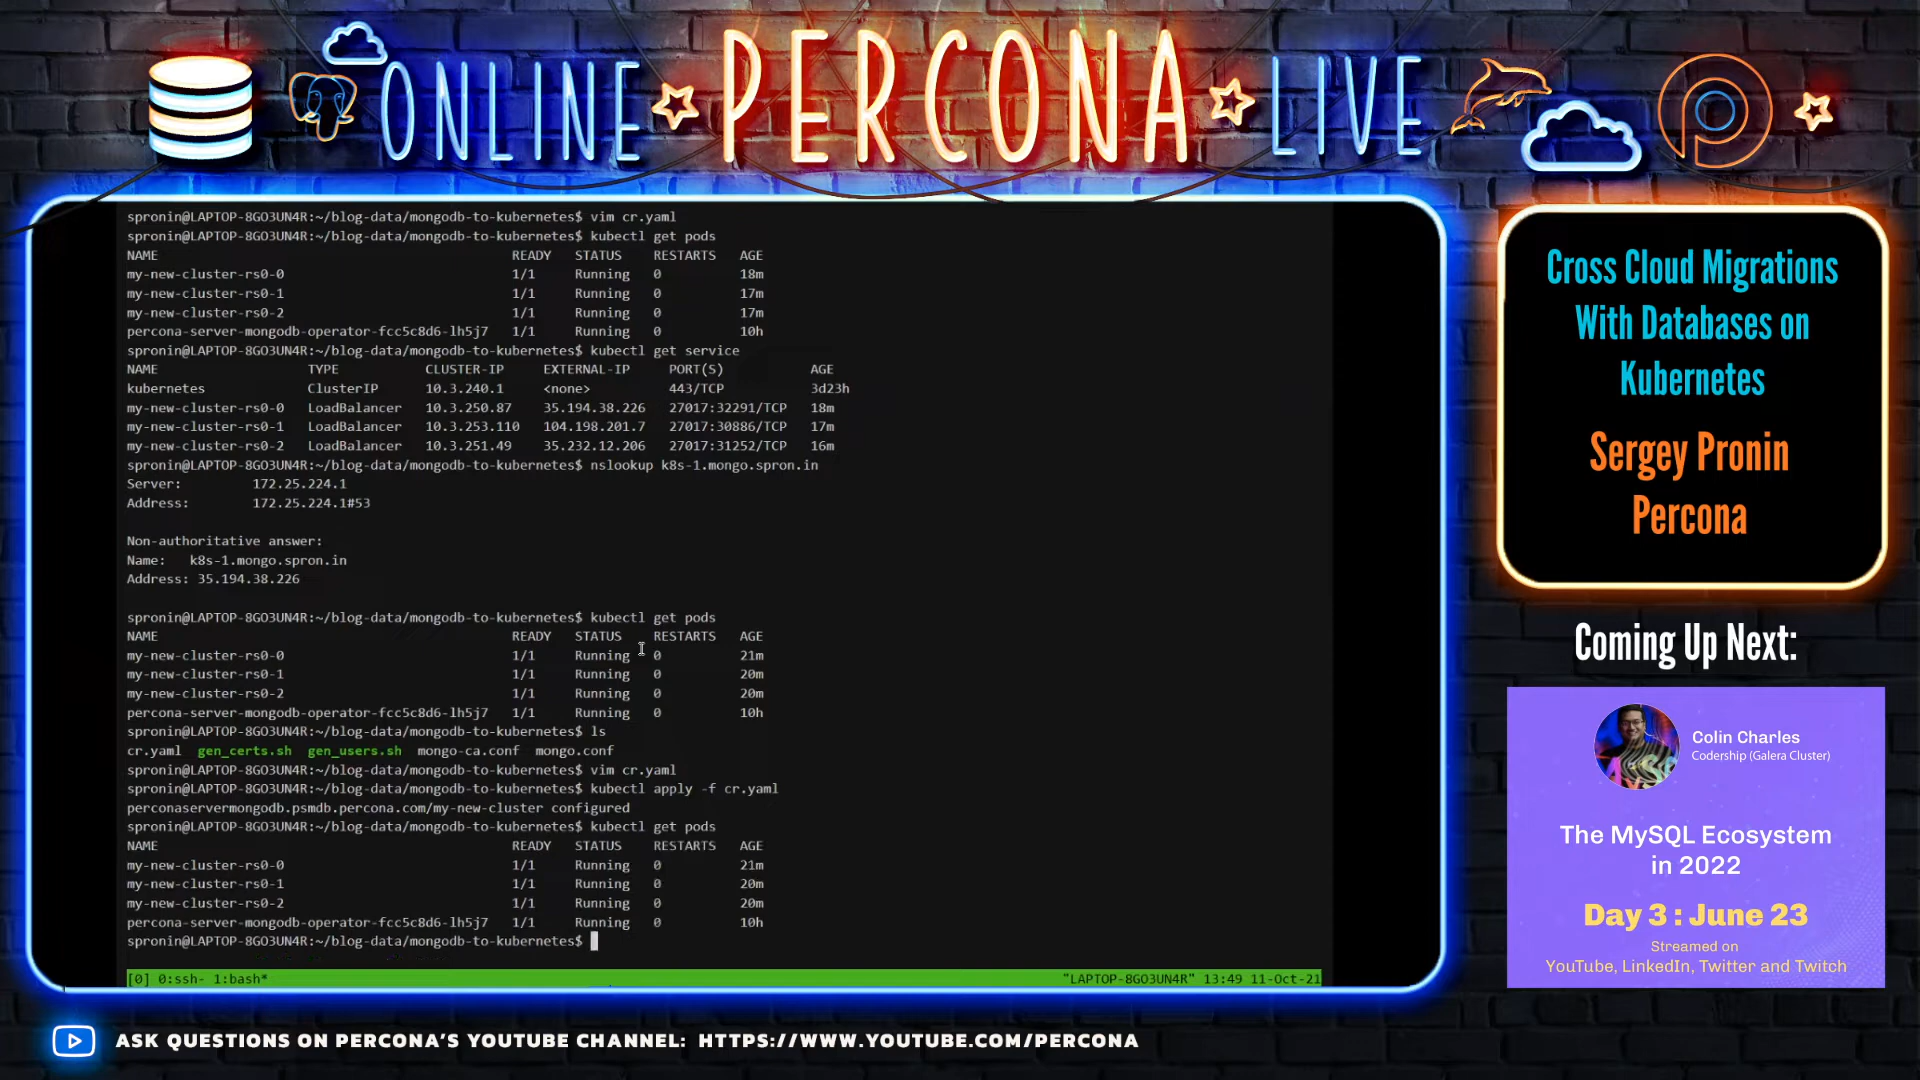 ONLINE PERCONA LIVE
spronin@LAPTOP-8GO3UN4R:~/blog-data/mongodb-to-kubernetes$ vim cr.yaml
spronin@LAPTOP-8GO3UN4R:~/blog-data/mongodb-to-kubernetes$ kubectl get pods
NAME READY STATUS RESTARTS AGE
my-new-cluster-rs0-0 1/1 Running 0 18m
my-new-cluster-rs0-1 1/1 Running 0 17m
my-new-cluster-rs0-2 1/1 Running 0 17m
percona-server-mongodb-operator-fcc5c8d6-lh5j7 1/1 Running 0 10h
spronin@LAPTOP-8GO3UN4R:~/blog-data/mongodb-to-kubernetes$ kubectl get service
NAME TYPE CLUSTER-IP EXTERNAL-IP PORT(S) AGE
kubernetes ClusterIP 10.3.240.1 <none> 443/TCP 3d23h
my-new-cluster-rs0-0 LoadBalancer 10.3.250.87 35.194.38.226 27017:32291/TCP 18m
my-new-cluster-rs0-1 LoadBalancer 10.3.253.110 104.198.201.7 27017:30886/TCP 17m
my-new-cluster-rs0-2 LoadBalancer 10.3.251.49 35.232.12.206 27017:31252/TCP 16m
spronin@LAPTOP-8GO3UN4R:~/blog-data/mongodb-to-kubernetes$ nslookup k8s-1.mongo.spron.in
Server: 172.25.224.1
Address: 172.25.224.1#53
Non-authoritative answer:
Name: k8s-1.mongo.spron.in
Address: 35.194.38.226
spronin@LAPTOP-8GO3UN4R:~/blog-data/mongodb-to-kubernetes$ kubectl get pods
NAME READY STATUS RESTARTS AGE
my-new-cluster-rs0-0 1/1 Running 0 21m
my-new-cluster-rs0-1 1/1 Running 0 20m
my-new-cluster-rs0-2 1/1 Running 0 20m
percona-server-mongodb-operator-fcc5c8d6-lh5j7 1/1 Running 0 10h
spronin@LAPTOP-8GO3UN4R:~/blog-data/mongodb-to-kubernetes$ ls
cr.yaml gen_certs.sh gen_users.sh mongo-ca.conf mongo.conf
spronin@LAPTOP-8GO3UN4R:~/blog-data/mongodb-to-kubernetes$ vim cr.yaml
spronin@LAPTOP-8GO3UN4R:~/blog-data/mongodb-to-kubernetes$ kubectl apply -f cr.yaml
perconaservermongodb.psmdb.percona.com/my-new-cluster configured
spronin@LAPTOP-8GO3UN4R:~/blog-data/mongodb-to-kubernetes$ kubectl get pods
NAME READY STATUS RESTARTS AGE
my-new-cluster-rs0-0 1/1 Running 0 21m
my-new-cluster-rs0-1 1/1 Running 0 20m
my-new-cluster-rs0-2 1/1 Running 0 20m
percona-server-mongodb-operator-fcc5c8d6-lh5j7 1/1 Running 0 10h
spronin@LAPTOP-8GO3UN4R:~/blog-data/mongodb-to-kubernetes$
[0] 0:ssh- 1:bash* "LAPTOP-8GO3UN4R" 13:49 11-Oct-21
Cross Cloud Migrations
With Databases on
Kubernetes
Sergey Pronin
Percona
Coming Up Next:
Colin Charles
Codership (Galera Cluster)
The MySQL Ecosystem
in 2022
Day 3 : June 23
Streamed on
YouTube, LinkedIn, Twitter and Twitch
ASK QUESTIONS ON PERCONA'S YOUTUBE CHANNEL: HTTPS://WWW.YOUTUBE.COM/PERCONA